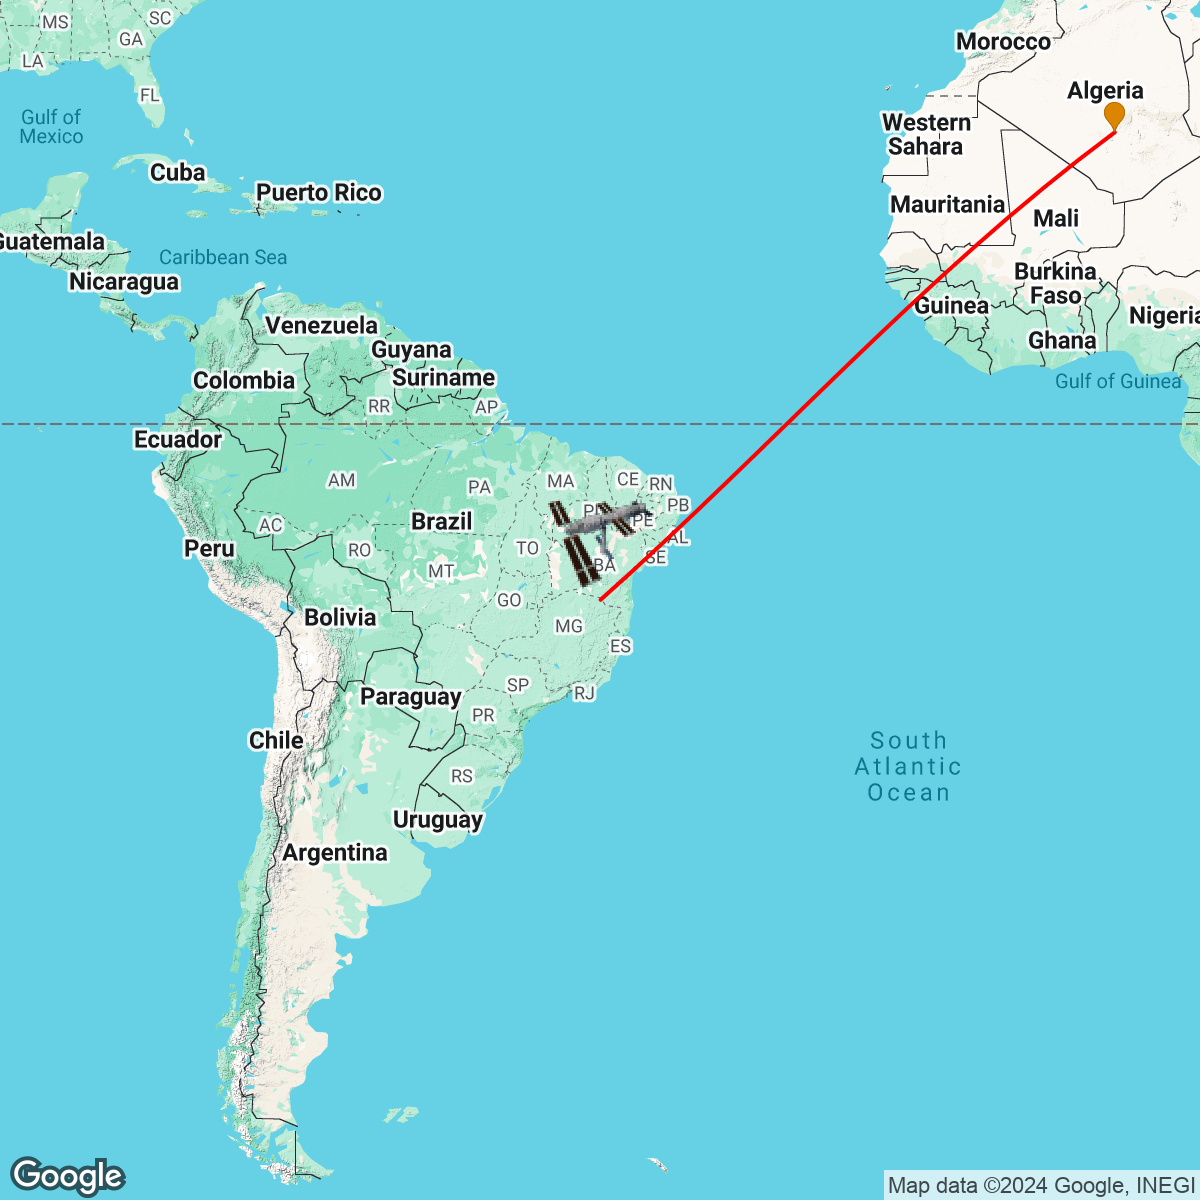 MS
SC
GA
LA
FL
Gulf of
Mexico
Morocco
Algeria
Western
Sahara
Cuba
Puerto Rico
Mauritania
Mali
Guatemala
Caribbean Sea
Nicaragua
Burkina
Faso
Guinea
Nigeria
Ghana
Venezuela
Guyana
Suriname
Colombia
Gulf of Guinea
RR
AP
Ecuador
AM
PA
MA
CE
RN
PB
PE
AC
Brazil
AL
Peru
RO
TO
SE
MT
BA
GO
Bolivia
MG
ES
SP
RJ
Paraguay
PR
Chile
South
Atlantic
Ocean
RS
Uruguay
Argentina
Google
Map data ©2024 Google, INEGI